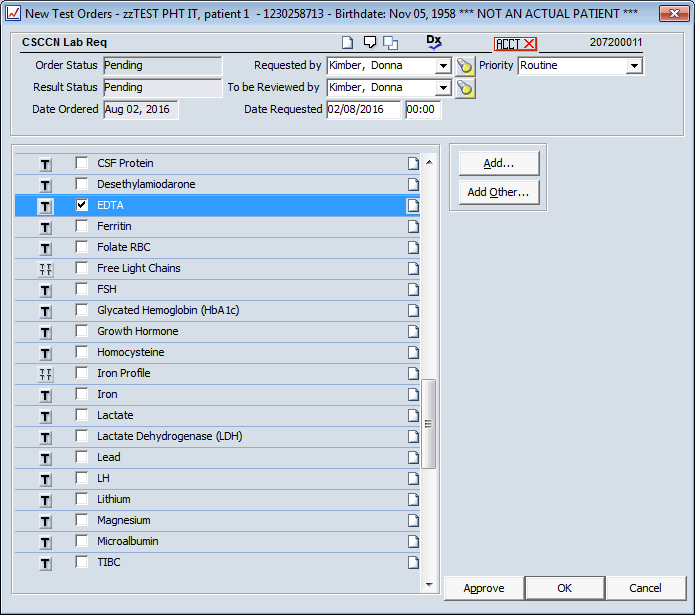 New Test Orders - zzTEST PHT IT, patient 1 - 1230258713 - Birthdate: Nov 05, 1958 *** NOT AN ACTUAL PATIENT ***
CSCCN Lab Req Dx ACCT 207200011
Order Status Pending Requested by Kimber, Donna Priority Routine
Result Status Pending To be Reviewed by Kimber, Donna
Date Ordered Aug 02, 2016 Date Requested 02/08/2016 00:00
T CSF Protein
T Desethylamiodarone
T EDTA
T Ferritin
T Folate RBC
TT TT Free Light Chains
T FSH
T Glycated Hemoglobin (HbA1c)
T Growth Hormone
T Homocysteine
TT TT Iron Profile
T Iron
T Lactate
T Lactate Dehydrogenase (LDH)
T Lead
T LH
T Lithium
T Magnesium
T Microalbumin
T TIBC
Add...
Add Other...
Approve OK Cancel